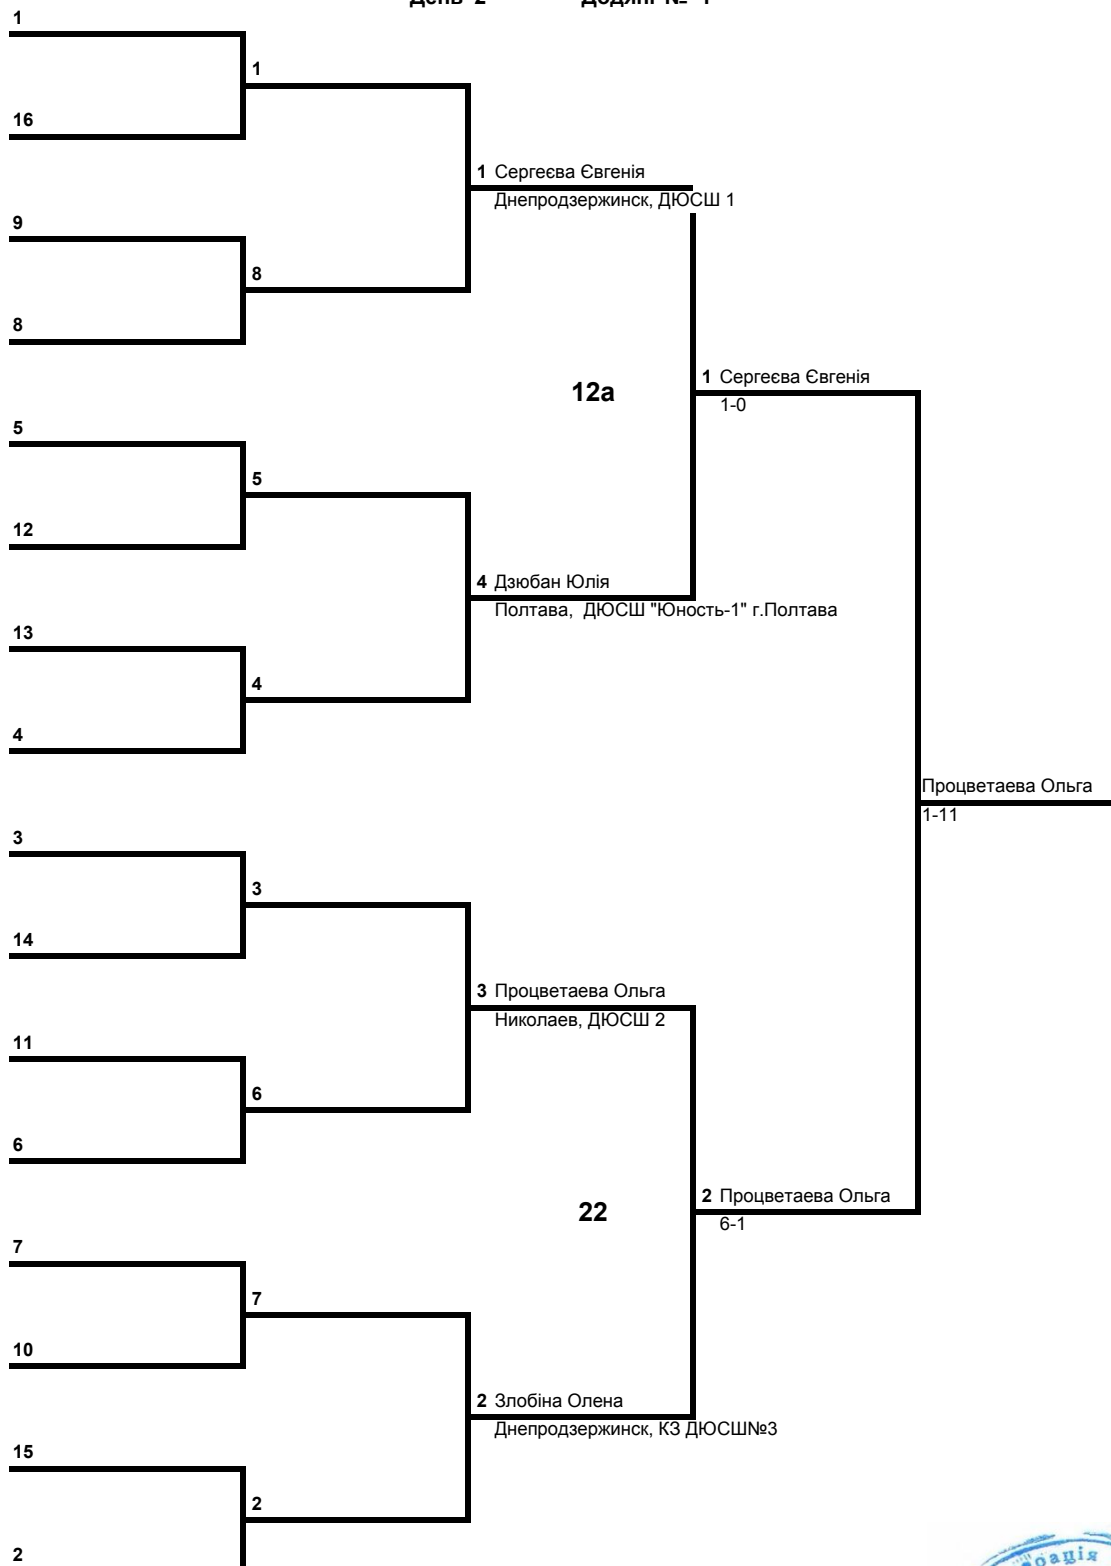 День 2 Додянг № 1
1
1
16
1 Сергеєва Євгенія
Днепродзержинск, ДЮСШ 1
9
8
8
12а
1 Сергеєва Євгенія
1-0
5
5
12
4 Дзюбан Юлія
Полтава, ДЮСШ "Юность-1" г.Полтава
13
4
4
Процветаева Ольга
1-11
3
3
14
3 Процветаева Ольга
Николаев, ДЮСШ 2
11
6
6
2 Процветаева Ольга
6-1
22
7
7
10
2 Злобіна Олена
Днепродзержинск, КЗ ДЮСШ№3
15
2
2